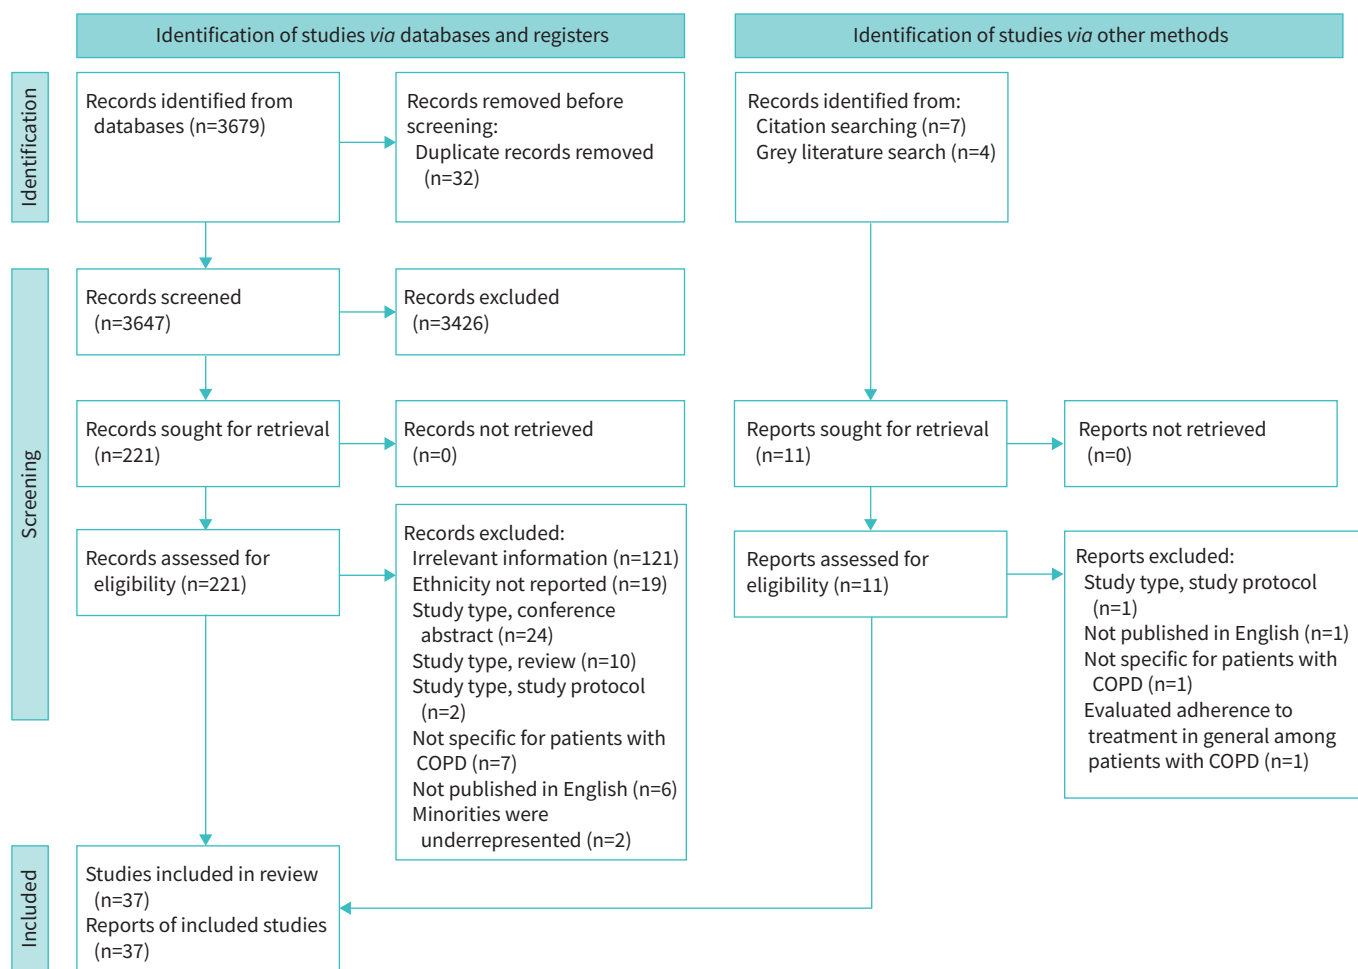 Identification of studies via databases and registers
Identification of studies via other methods
Identification
Records identified from
databases (n=3679)
Records removed before
screening:
Duplicate records removed
(n=32)
Records identified from:
Citation searching (n=7)
Grey literature search (n=4)
Screening
Records screened
(n=3647)
Records excluded
(n=3426)
Records sought for retrieval
(n=221)
Records not retrieved
(n=0)
Reports sought for retrieval
(n=11)
Reports not retrieved
(n=0)
Records assessed for
eligibility (n=221)
Records excluded:
Irrelevant information (n=121)
Ethnicity not reported (n=19)
Study type, conference
abstract (n=24)
Study type, review (n=10)
Study type, study protocol
(n=2)
Not specific for patients with
COPD (n=7)
Not published in English (n=6)
Minorities were
underrepresented (n=2)
Reports assessed for
eligibility (n=11)
Reports excluded:
Study type, study protocol
(n=1)
Not published in English (n=1)
Not specific for patients with
COPD (n=1)
Evaluated adherence to
treatment in general among
patients with COPD (n=1)
Included
Studies included in review
(n=37)
Reports of included studies
(n=37)